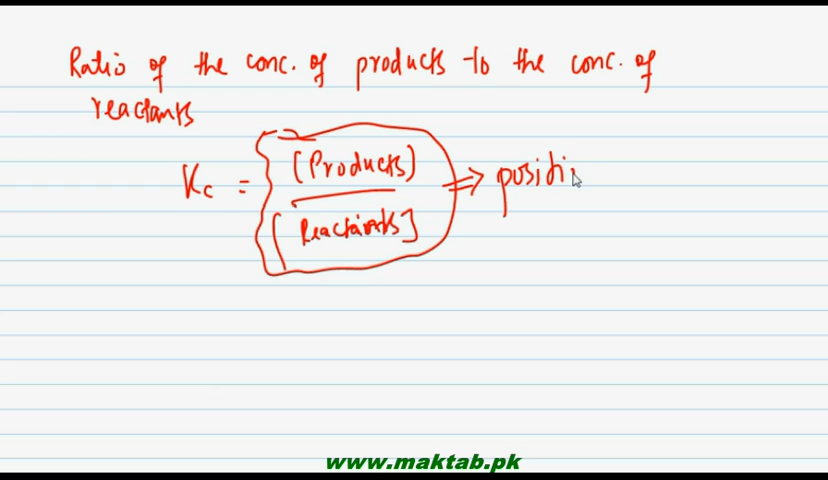 Ratio of the conc. of products to the conc. of
reactants
Kc = [Products] ⇒ positi
[Reactants]
www.maktab.pk